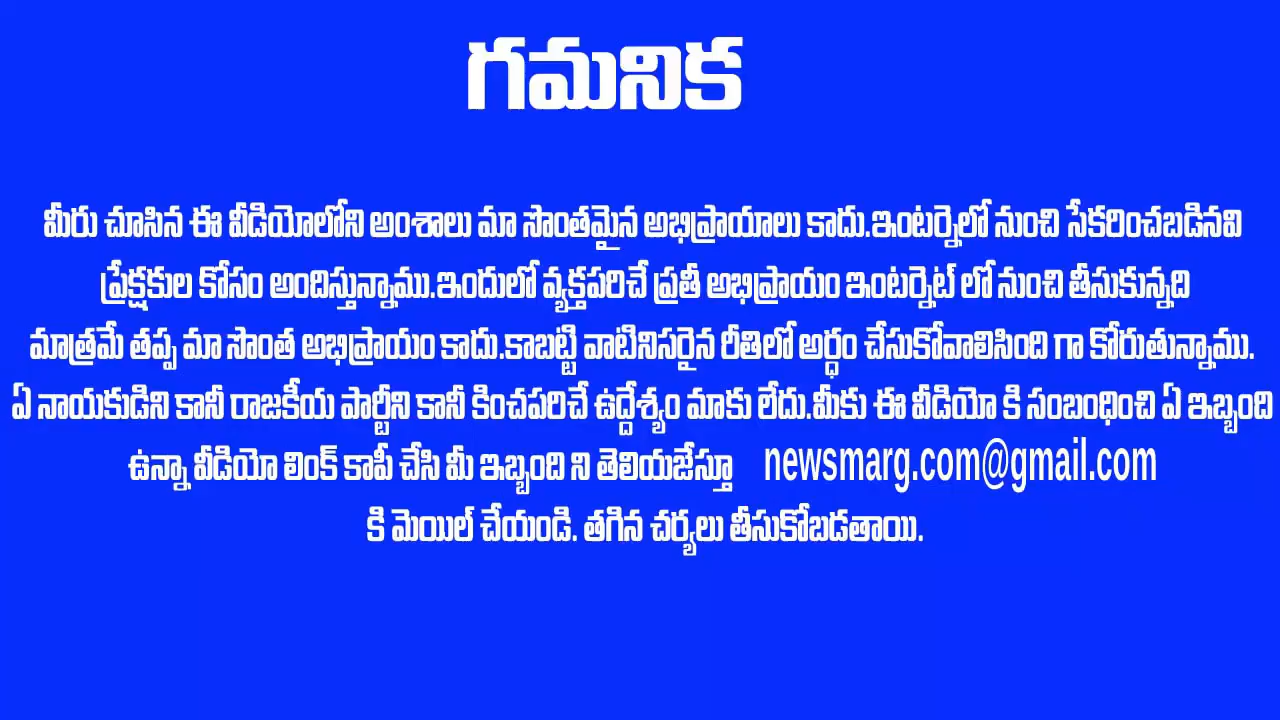 గమనిక
మీరు చూసిన ఈ వీడియోలోని అంశాలు మా సొంతమైన అభిప్రాయాలు కాదు.ఇంటర్నెలో నుంచి సేకరించబడినవి
ప్రేక్షకుల కోసం అందిస్తున్నాము.ఇందులో వ్యక్తపరిచే ప్రతీ అభిప్రాయం ఇంటర్నెట్ లో నుంచి తీసుకున్నది
మాత్రమే తప్ప మా సొంత అభిప్రాయం కాదు.కాబట్టి వాటినిసరైన రీతిలో అర్ధం చేసుకోవాలిసింది గా కోరుతున్నాము.
ఏ నాయకుడిని కానీ రాజకీయ పార్టీని కానీ కించపరిచే ఉద్దేశ్యం మాకు లేదు.మీకు ఈ వీడియో కి సంబంధించి ఏ ఇబ్బంది
ఉన్నా వీడియో లింక్ కాపీ చేసి మీ ఇబ్బంది ని తెలియజేస్తూ newsmarg.com@gmail.com
కి మెయిల్ చేయండి. తగిన చర్యలు తీసుకోబడతాయి.